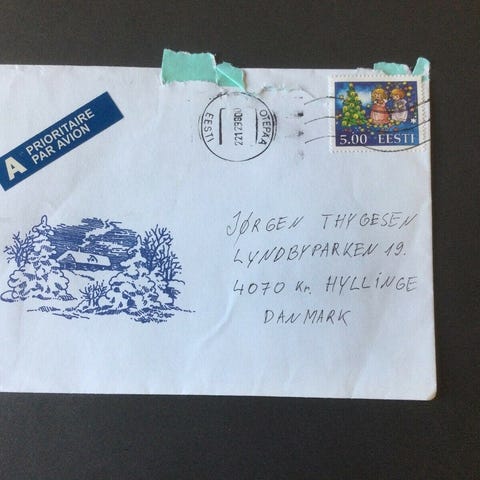 A PRIORITAIRE
PAR AVION
OTEPÄÄ
EESTI
5.00 EESTI
JØRGEN THYGESEN
LYNDBYPARKEN 19.
4070 Kr. HYLLINGE
DANMARK